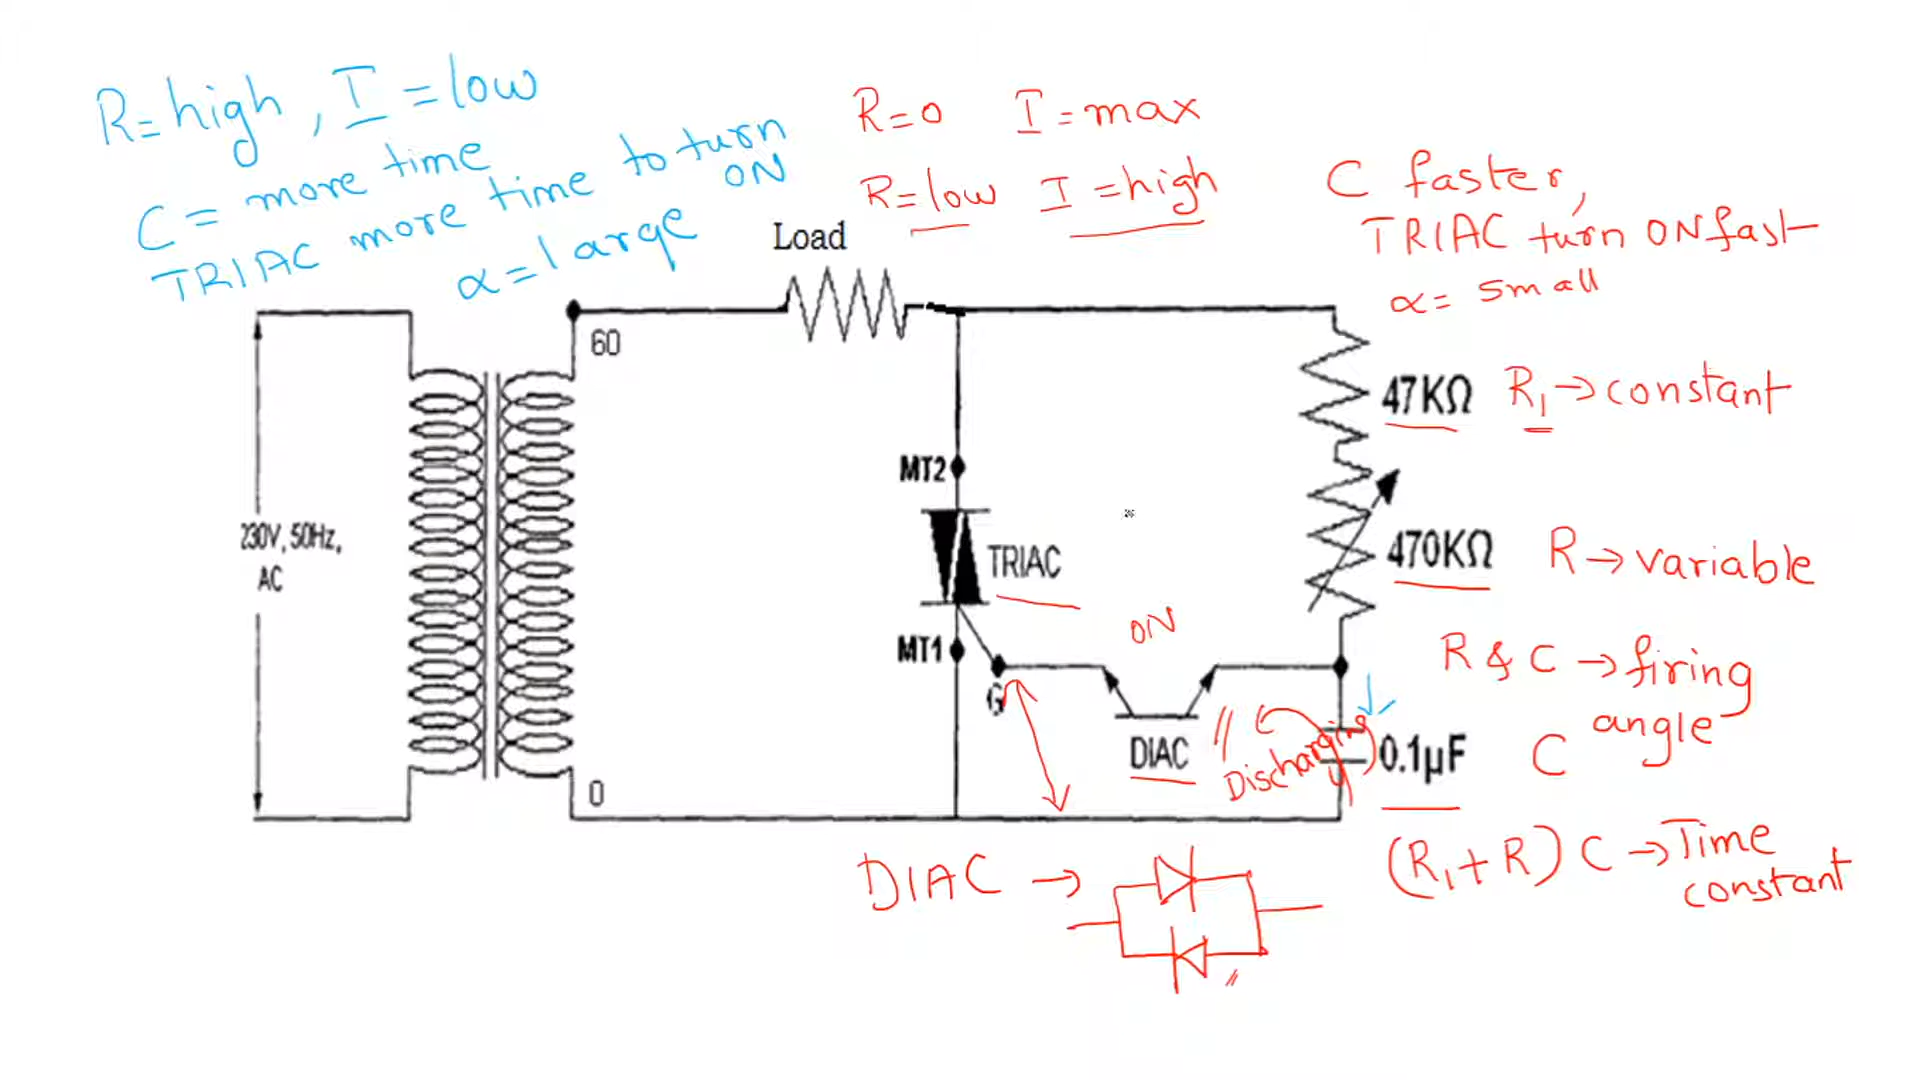 R=high, I=low
C= more time
TRIAC more time to turn
ON
α=large
R=0 I=max
R=low I=high
C faster,
TRIAC turn ON fast
α= small
Load
60
47KΩ R1→constant
MT2
230V, 50Hz,
AC
TRIAC
470KΩ R→variable
ON
MT1
G
R & C →firing
angle
DIAC
Discharging
0.1µF C
0
(R1+R) C→Time
constant
DIAC →